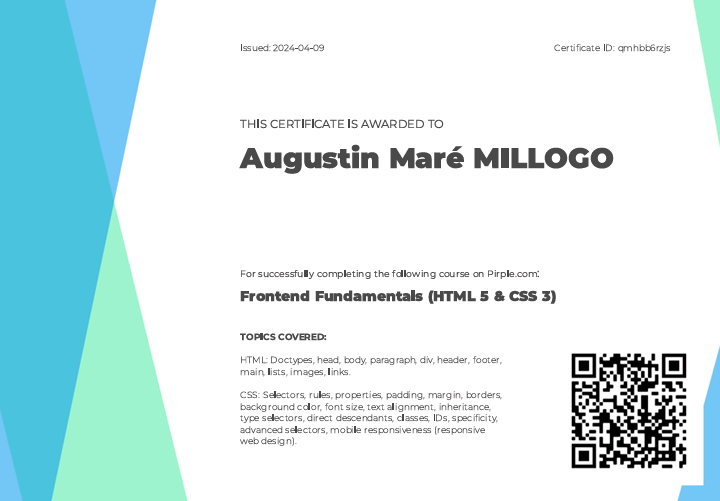 Issued: 2024-04-09
Certificate ID: qmhbb6rzjs
THIS CERTIFICATE IS AWARDED TO
Augustin Maré MILLOGO
For successfully completing the following course on Pirple.com:
Frontend Fundamentals (HTML 5 & CSS 3)
TOPICS COVERED:
HTML: Doctypes, head, body, paragraph, div, header, footer,
main, lists, images, links.
CSS: Selectors, rules, properties, padding, margin, borders,
background color, font size, text alignment, inheritance,
type selectors, direct descendants, classes, IDs, specificity,
advanced selectors, mobile responsiveness (responsive
web design).